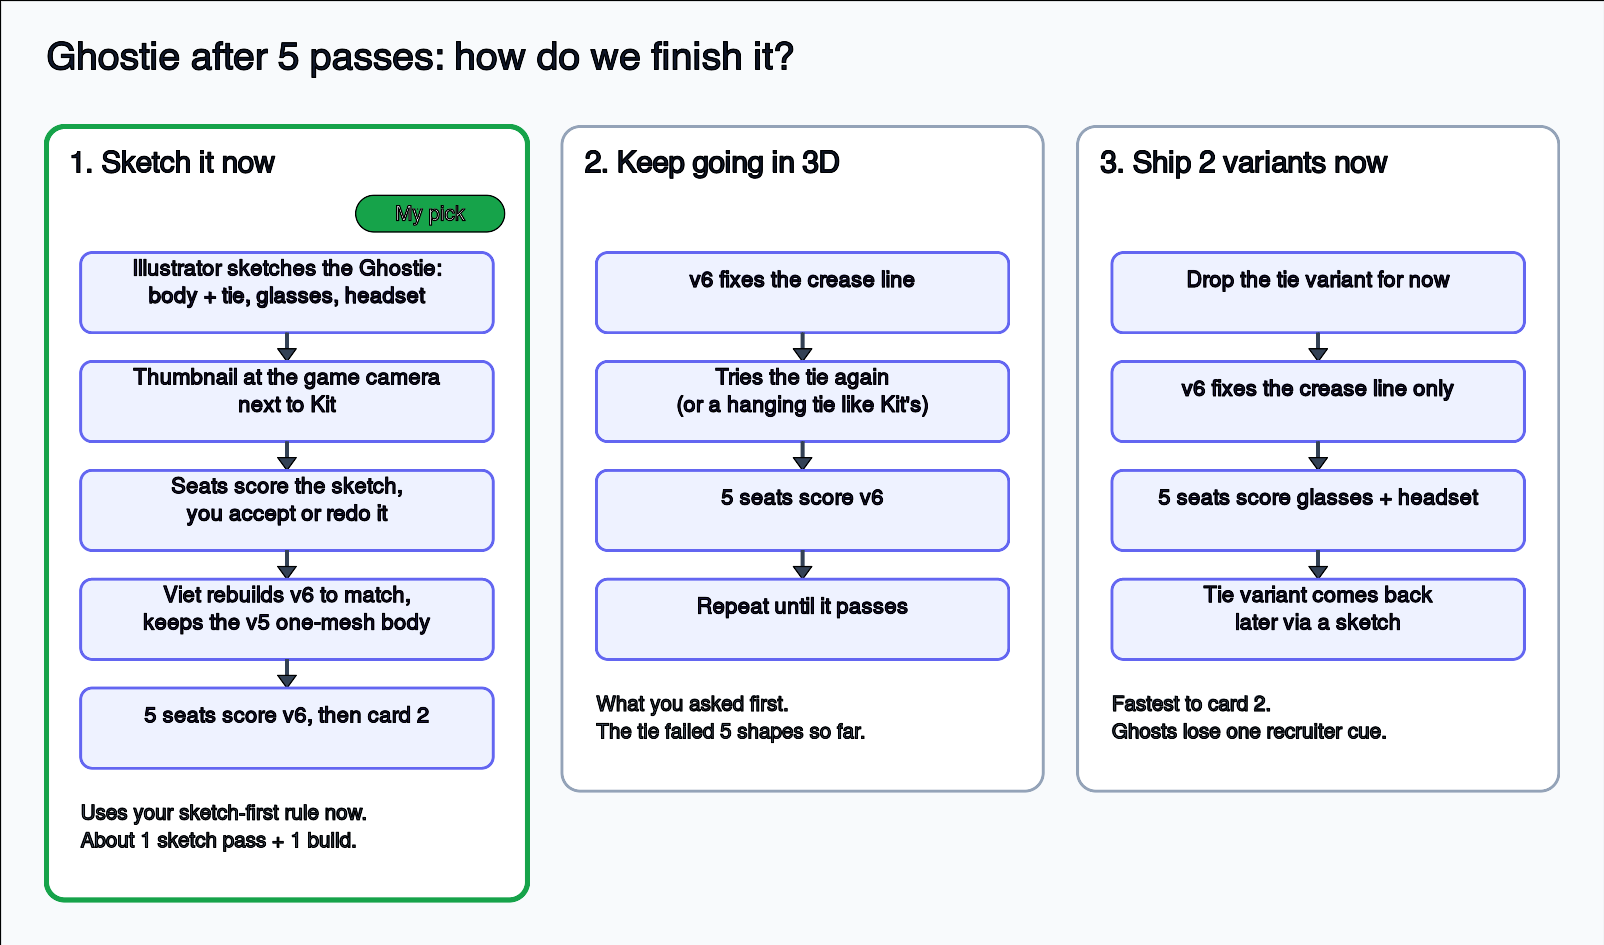 Ghostie after 5 passes: how do we finish it?
1. Sketch it now
My pick
Illustrator sketches the Ghostie:
body + tie, glasses, headset
Thumbnail at the game camera
next to Kit
Seats score the sketch,
you accept or redo it
Viet rebuilds v6 to match,
keeps the v5 one-mesh body
5 seats score v6, then card 2
Uses your sketch-first rule now.
About 1 sketch pass + 1 build.
2. Keep going in 3D
v6 fixes the crease line
Tries the tie again
(or a hanging tie like Kit's)
5 seats score v6
Repeat until it passes
What you asked first.
The tie failed 5 shapes so far.
3. Ship 2 variants now
Drop the tie variant for now
v6 fixes the crease line only
5 seats score glasses + headset
Tie variant comes back
later via a sketch
Fastest to card 2.
Ghosts lose one recruiter cue.